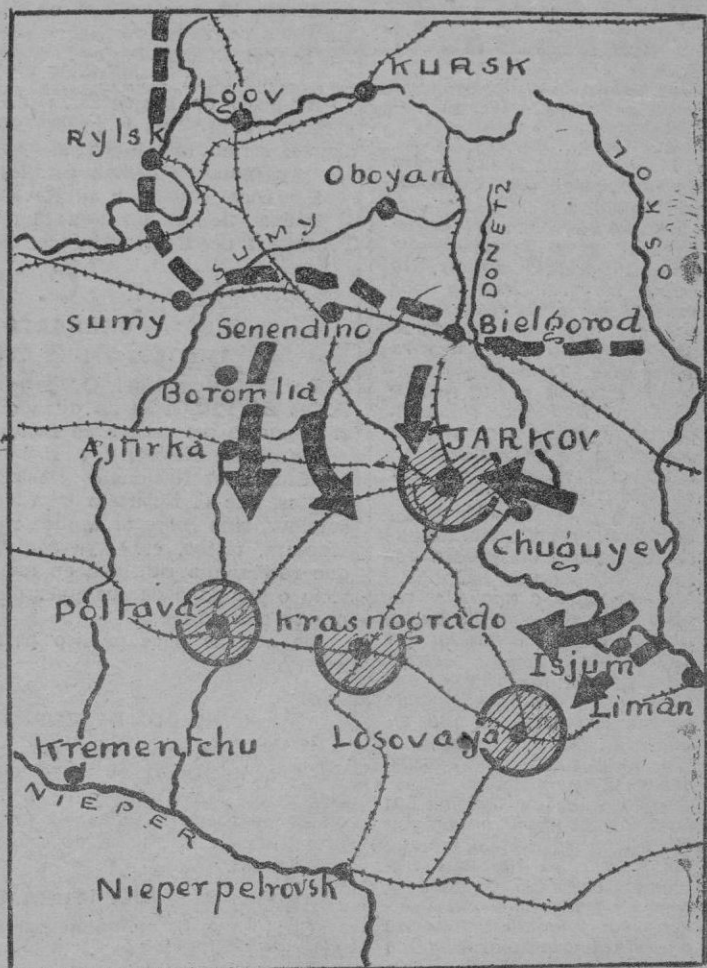 KURSK
Lgov
Rylsk
Oboyan
OSKOL
DONETZ
SUMY
sumy
Senendino
Bielgorod
Boromlia
Ajtirka
JARKOV
Chuguyev
Poltava
Krasnogrado
Isjum
Liman
Losovaya
Krementchu
NIEPER
Nieperpetrovsk